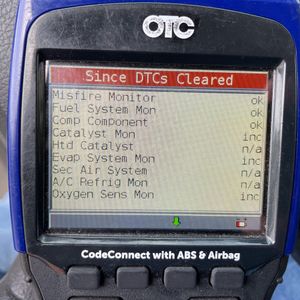 OTC
Since DTCs Cleared
Misfire Monitor ok
Fuel System Mon ok
Comp Component ok
Catalyst Mon inc
Htd Catalyst n/a
Evap System Mon inc
Sec Air System n/a
A/C Refrig Mon n/a
Oxygen Sens Mon inc
CodeConnect with ABS & Airbag